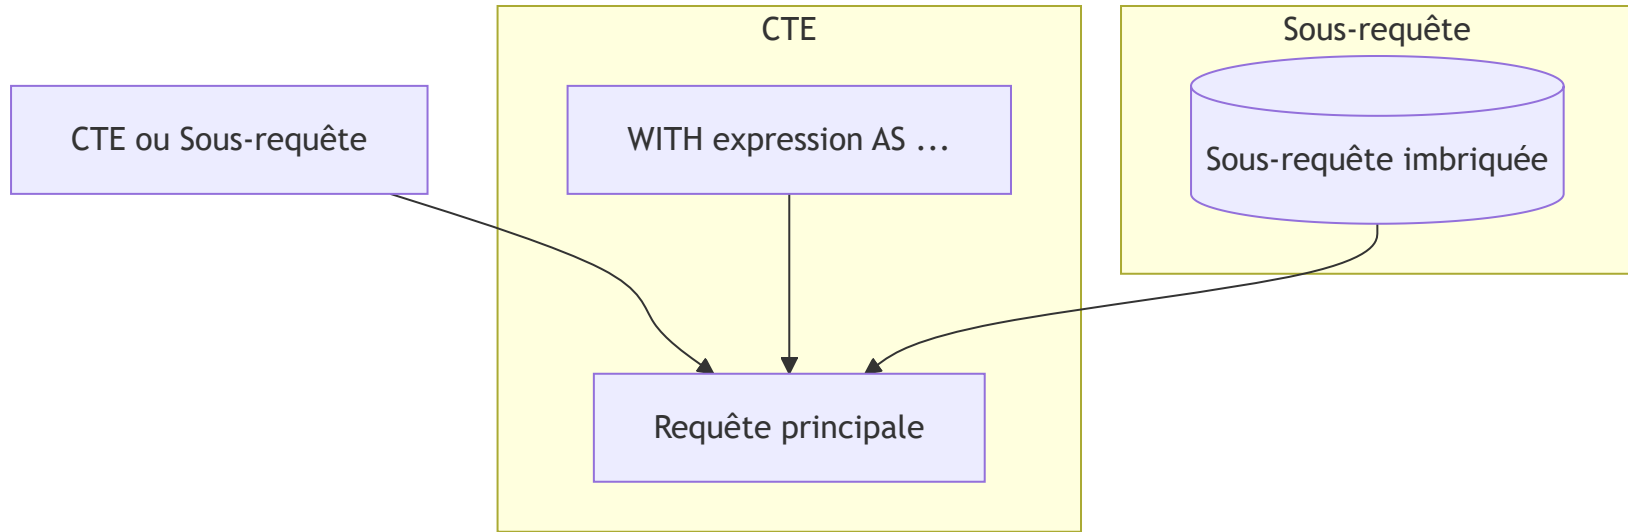 CTE
Sous-requête
CTE ou Sous-requête
WITH expression AS ...
Sous-requête imbriquée
Requête principale